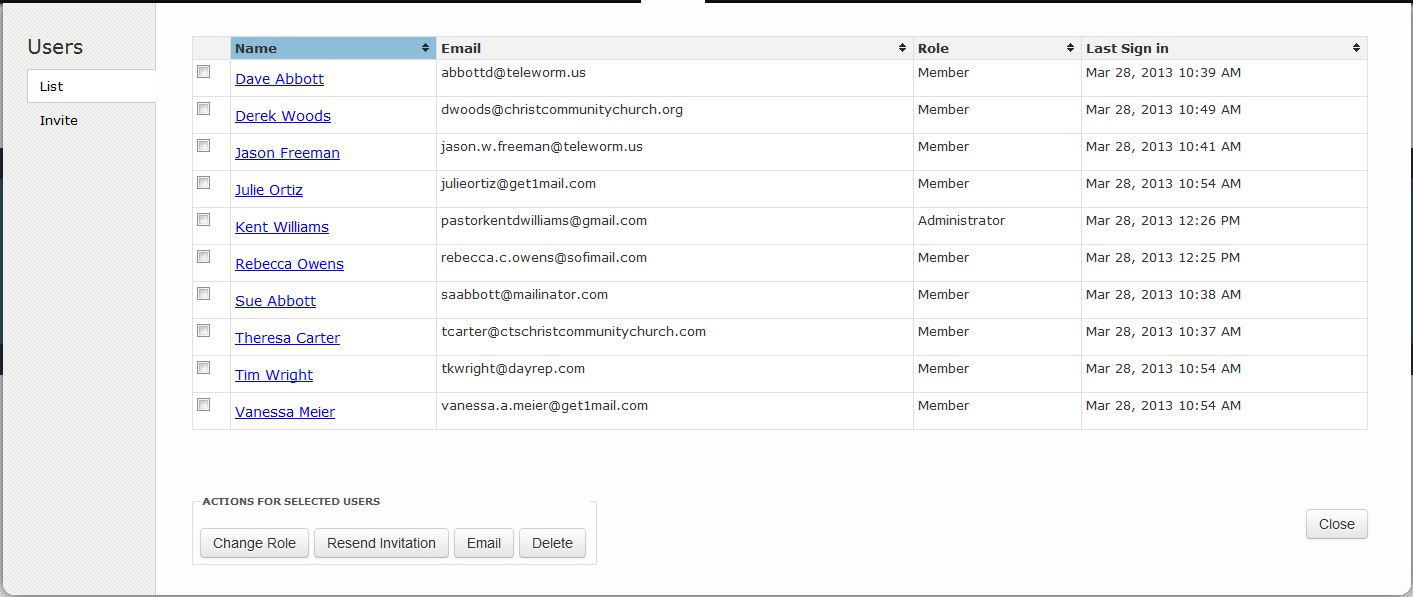 Users
List
Invite
Name Email Role Last Sign in
Dave Abbott abbottd@teleworm.us Member Mar 28, 2013 10:39 AM
Derek Woods dwoods@christcommunitychurch.org Member Mar 28, 2013 10:49 AM
Jason Freeman jason.w.freeman@teleworm.us Member Mar 28, 2013 10:41 AM
Julie Ortiz julieortiz@get1mail.com Member Mar 28, 2013 10:54 AM
Kent Williams pastorkentdwilliams@gmail.com Administrator Mar 28, 2013 12:26 PM
Rebecca Owens rebecca.c.owens@sofimail.com Member Mar 28, 2013 12:25 PM
Sue Abbott saabbott@mailinator.com Member Mar 28, 2013 10:38 AM
Theresa Carter tcarter@ctschristcommunitychurch.com Member Mar 28, 2013 10:37 AM
Tim Wright tkwright@dayrep.com Member Mar 28, 2013 10:54 AM
Vanessa Meier vanessa.a.meier@get1mail.com Member Mar 28, 2013 10:54 AM
ACTIONS FOR SELECTED USERS
Change Role Resend Invitation Email Delete
Close